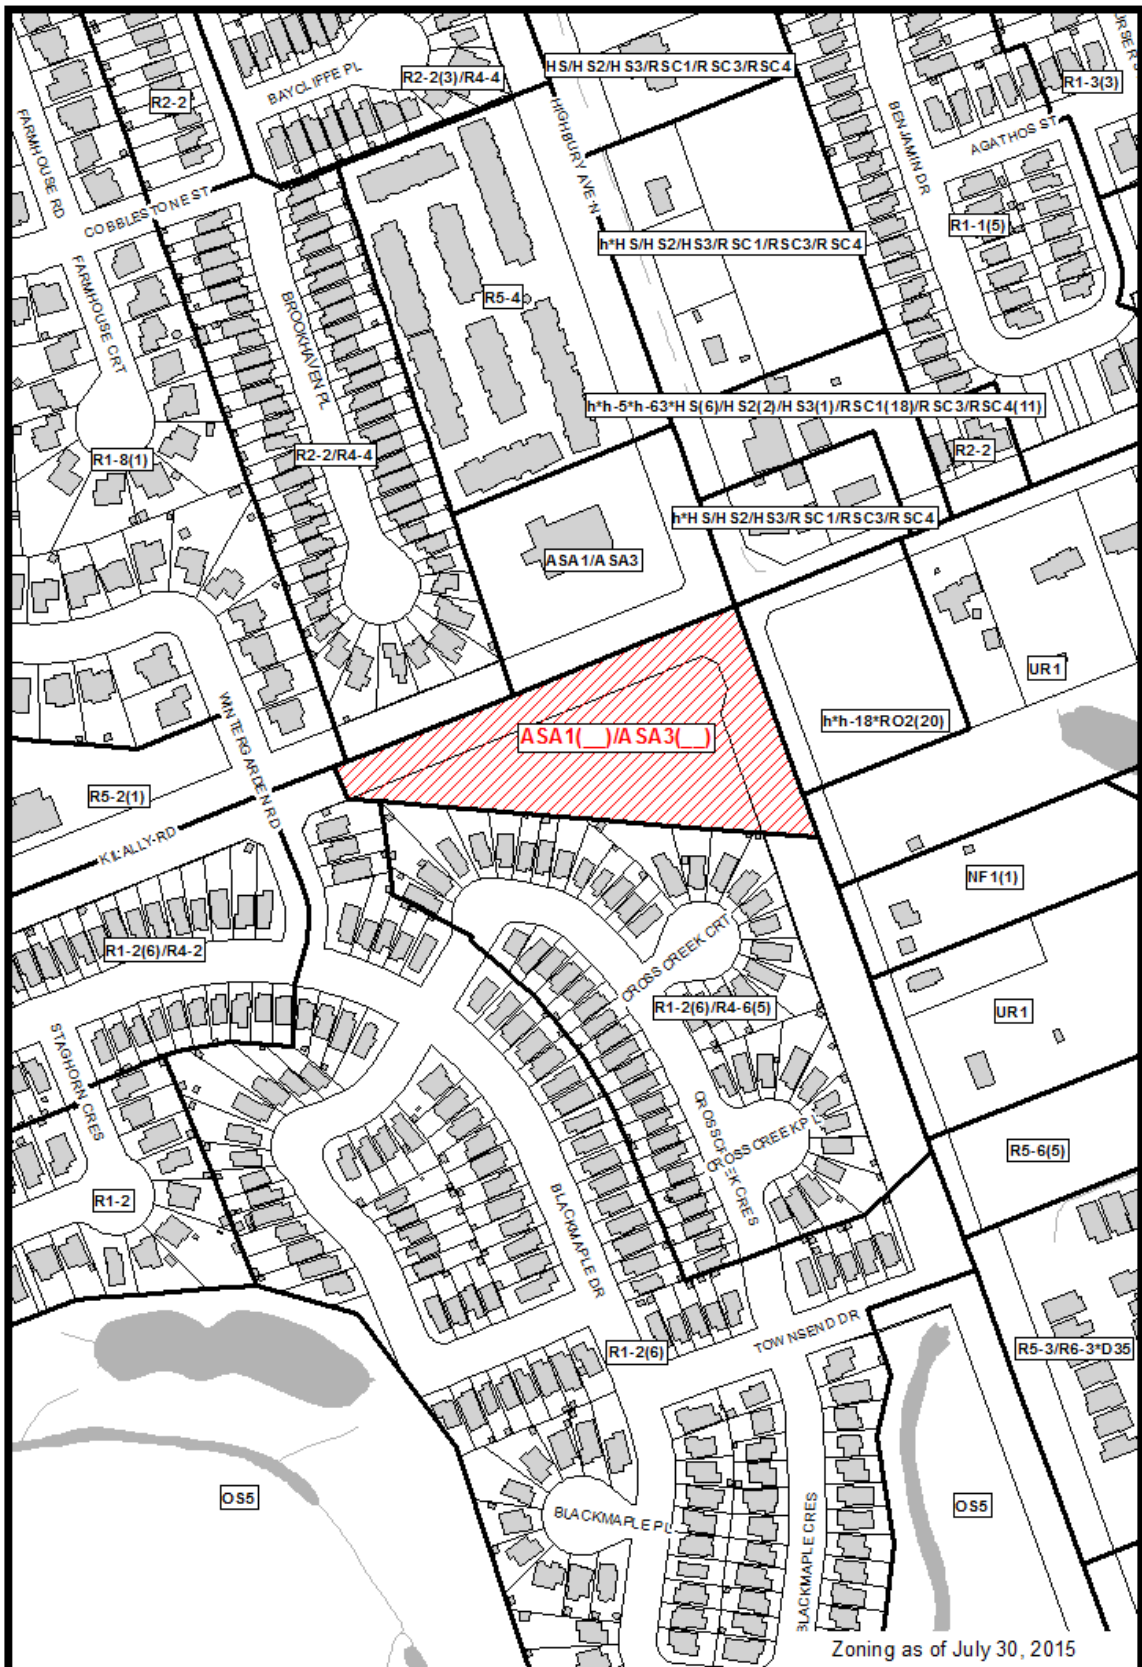 R2-2(3)/R4-4
HS/HS2/HS3/RSC1/RSC3/RSC4
R1-3(3)
BAYCLIFFE PL
R2-2
FARMHOUSE RD
HIGHBURY AVE N
BENJAMIN DR
AGATHOS ST
COBBLESTONE ST
R1-1(5)
h*HS/HS2/HS3/RSC1/RSC3/RSC4
FARMHOUSE CRT
BROOKHAVEN PL
R5-4
h*h-5*h-63*HS(6)/HS2(2)/HS3(1)/RSC1(18)/RSC3/RSC4(11)
R1-8(1)
R2-2/R4-4
R2-2
h*HS/HS2/HS3/RSC1/RSC3/RSC4
ASA1/ASA3
UR1
WINTERGARDEN RD
ASA1(__)/ASA3(__)
h*h-18*RO2(20)
R5-2(1)
KILALLY RD
NF1(1)
R1-2(6)/R4-2
CROSSCREEK CRT
R1-2(6)/R4-6(5)
UR1
STAGHORN CRES
CROSSCREEK CRES
CROSSCREEK PL
R5-6(5)
R1-2
BLACKMAPLE DR
TOWNSEND DR
R1-2(6)
R5-3/R6-3*D35
OS5
BLACKMAPLE PL
BLACKMAPLE CRES
OS5
Zoning as of July 30, 2015